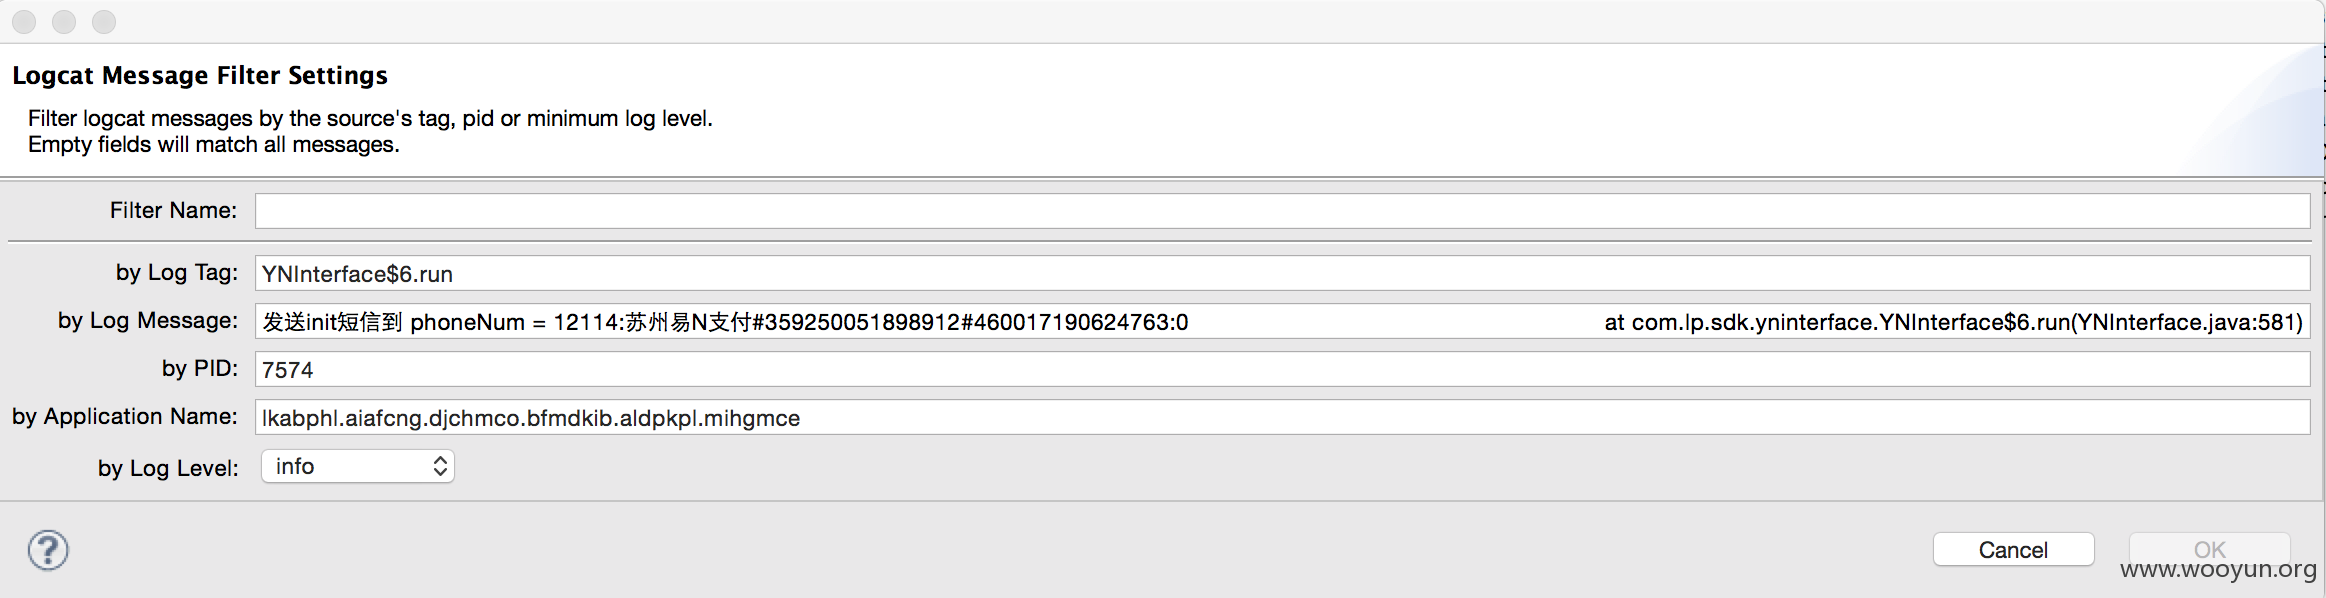 Logcat Message Filter Settings
Filter logcat messages by the source's tag, pid or minimum log level.
Empty fields will match all messages.
Filter Name:
by Log Tag: YNInterface$6.run
by Log Message: 发送init短信到 phoneNum = 12114:苏州易N支付#359250051898912#460017190624763:0 at com.lp.sdk.yninterface.YNInterface$6.run(YNInterface.java:581)
by PID: 7574
by Application Name: lkabphl.aiafcng.djchmco.bfmdkib.aldpkpl.mihgmce
by Log Level: info
?
Cancel OK
www.wooyun.org